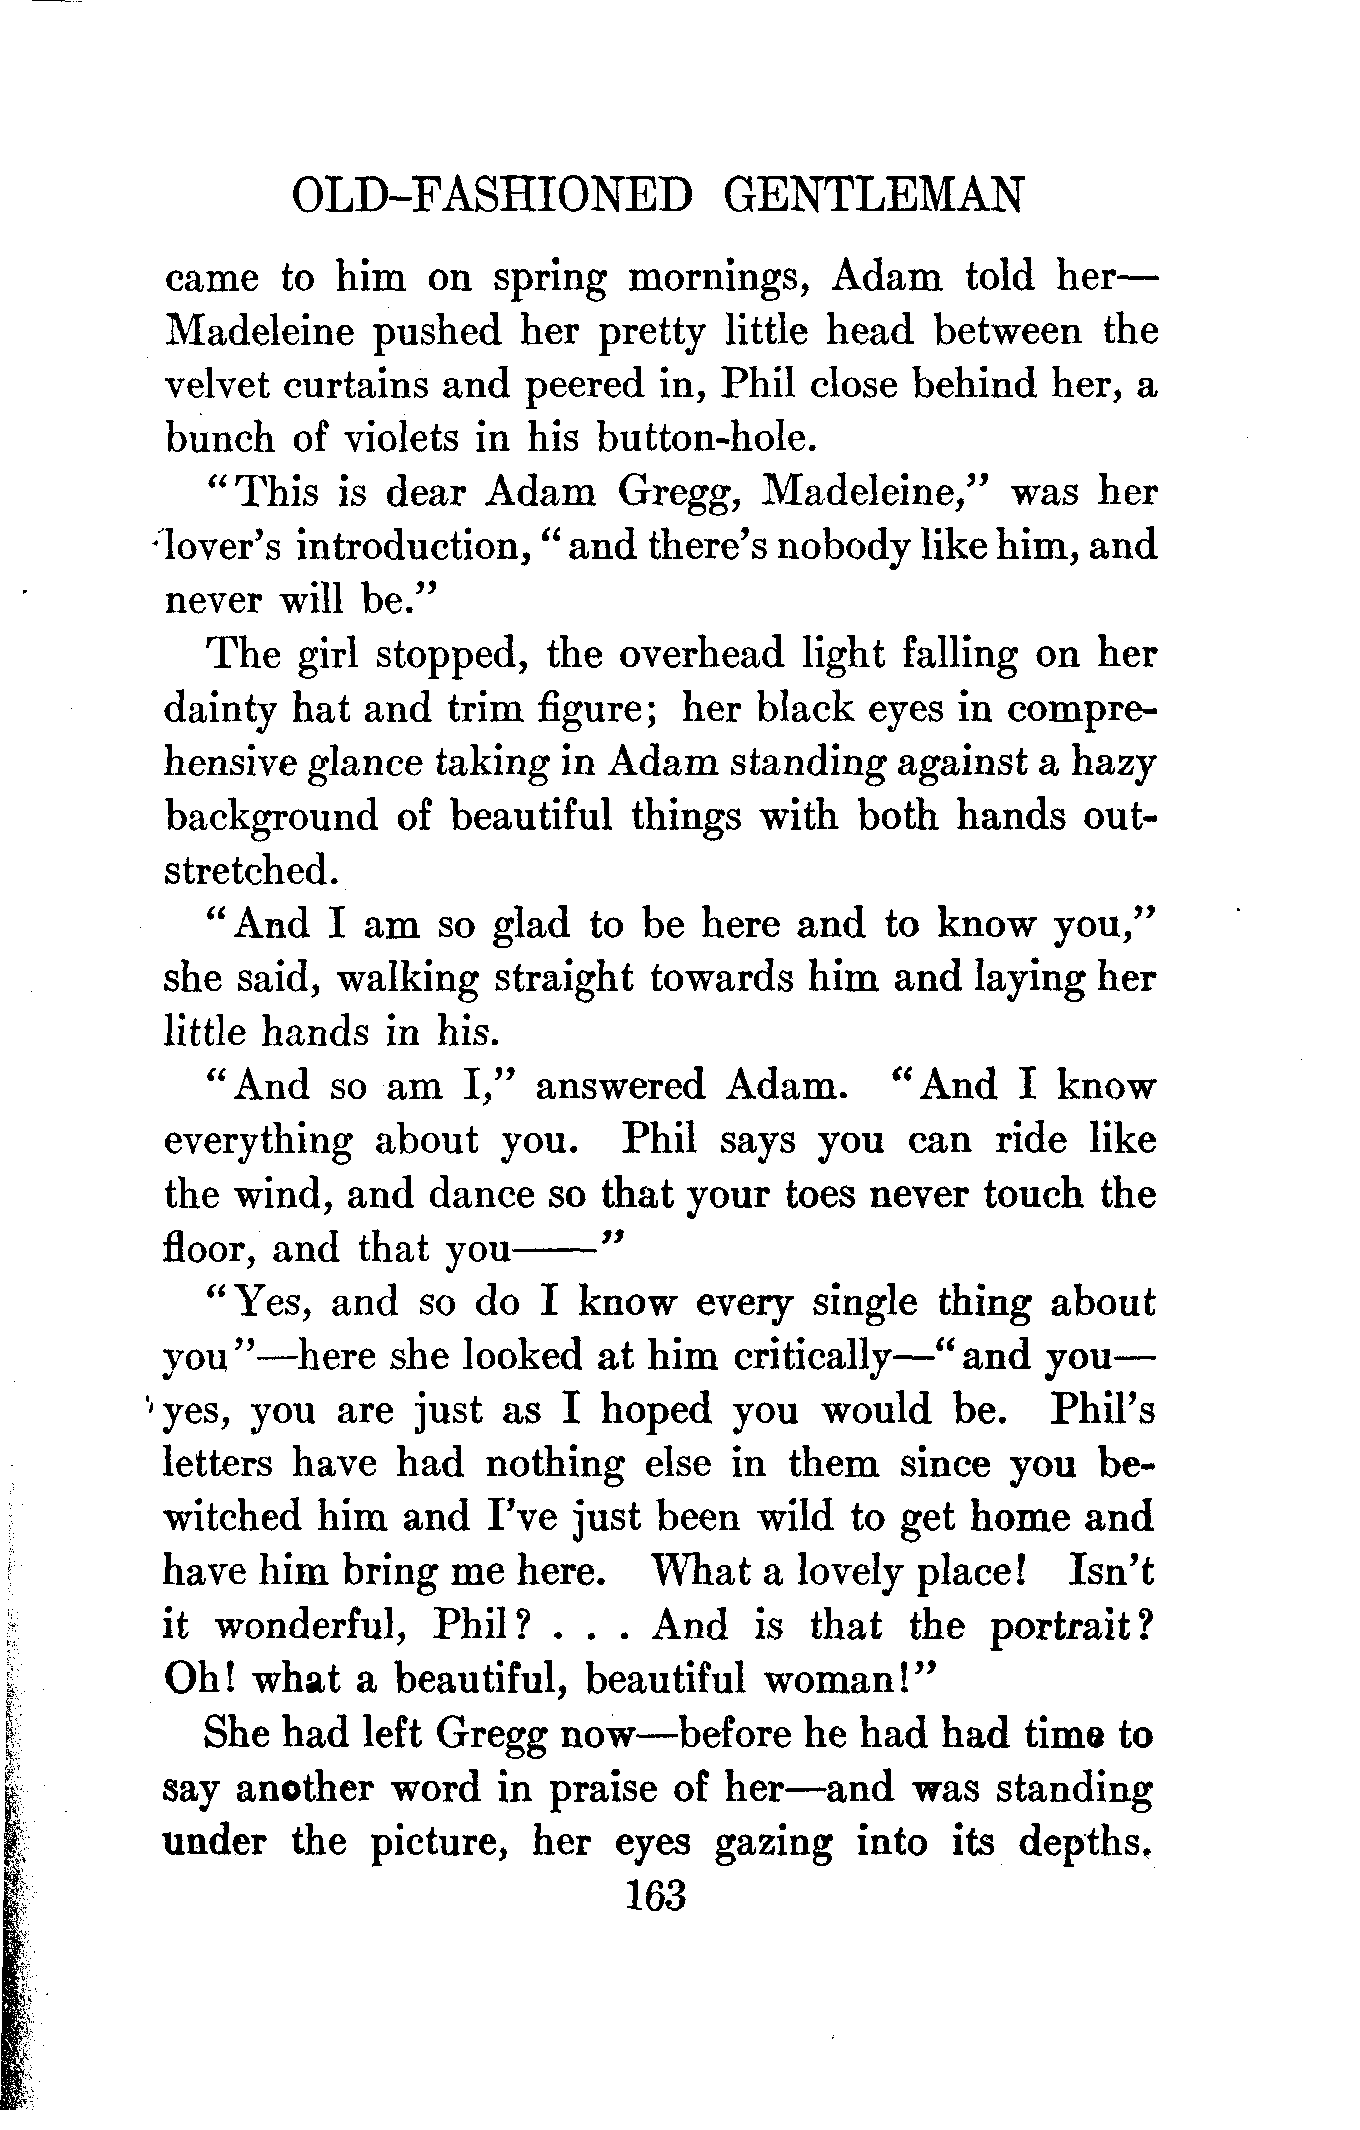 OLD-FASHIONED GENTLEMAN
came to him on spring mornings, Adam told her—
Madeleine pushed her pretty little head between the
velvet curtains and peered in, Phil close behind her, a
bunch of violets in his button-hole.
"This is dear Adam Gregg, Madeleine," was her
lover's introduction, "and there's nobody like him, and
never will be."
The girl stopped, the overhead light falling on her
dainty hat and trim figure; her black eyes in compre-
hensive glance taking in Adam standing against a hazy
background of beautiful things with both hands out-
stretched.
"And I am so glad to be here and to know you,"
she said, walking straight towards him and laying her
little hands in his.
"And so am I," answered Adam. "And I know
everything about you. Phil says you can ride like
the wind, and dance so that your toes never touch the
floor, and that you——"
"Yes, and so do I know every single thing about
you"—here she looked at him critically—"and you—
yes, you are just as I hoped you would be. Phil's
letters have had nothing else in them since you be-
witched him and I've just been wild to get home and
have him bring me here. What a lovely place! Isn't
it wonderful, Phil? . . . And is that the portrait?
Oh! what a beautiful, beautiful woman!"
She had left Gregg now—before he had had time to
say another word in praise of her—and was standing
under the picture, her eyes gazing into its depths.
163